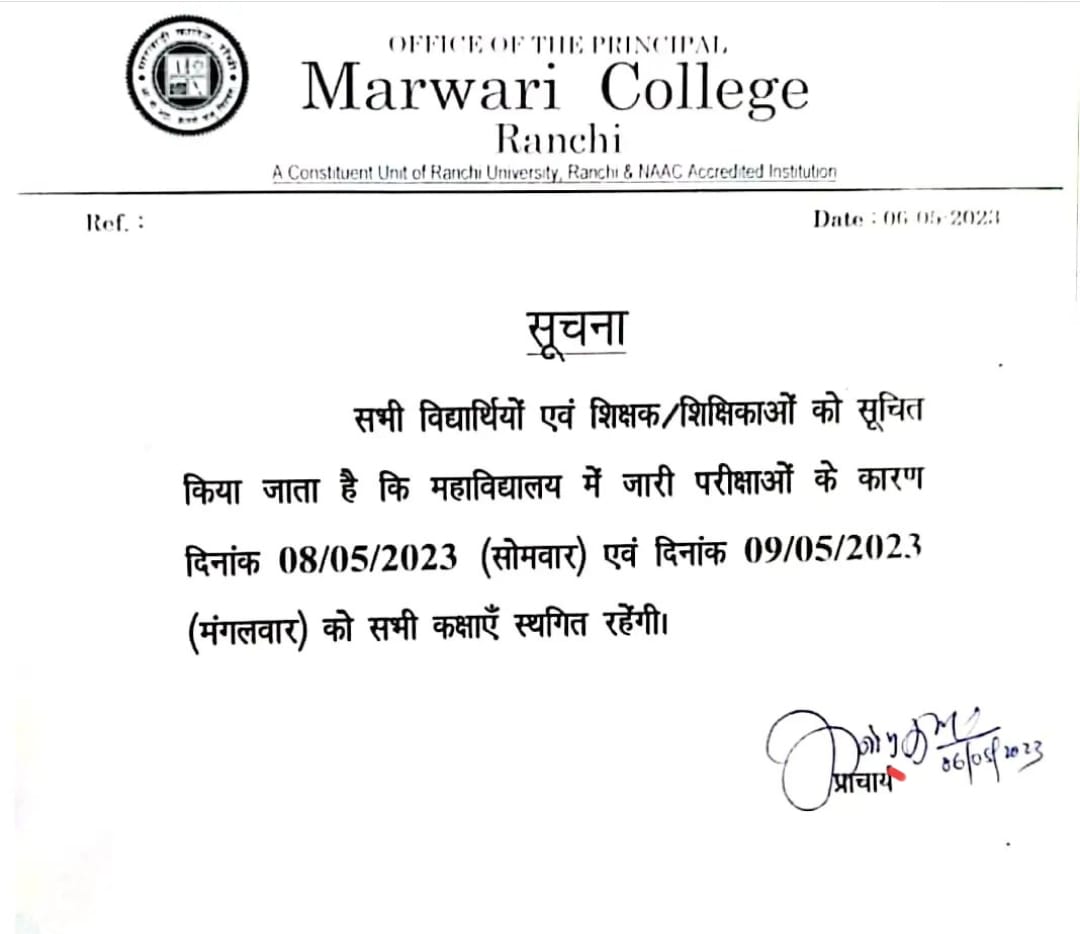 OFFICE OF THE PRINCIPAL
Marwari College
Ranchi
A Constituent Unit of Ranchi University, Ranchi & NAAC Accredited Institution
Ref. :
Date : 06-05-2023
सूचना
सभी विद्यार्थियों एवं शिक्षक/शिक्षिकाओं को सूचित
किया जाता है कि महाविद्यालय में जारी परीक्षाओं के कारण
दिनांक 08/05/2023 (सोमवार) एवं दिनांक 09/05/2023
(मंगलवार) को सभी कक्षाएँ स्थगित रहेंगी।
06/05/2023
प्राचार्य